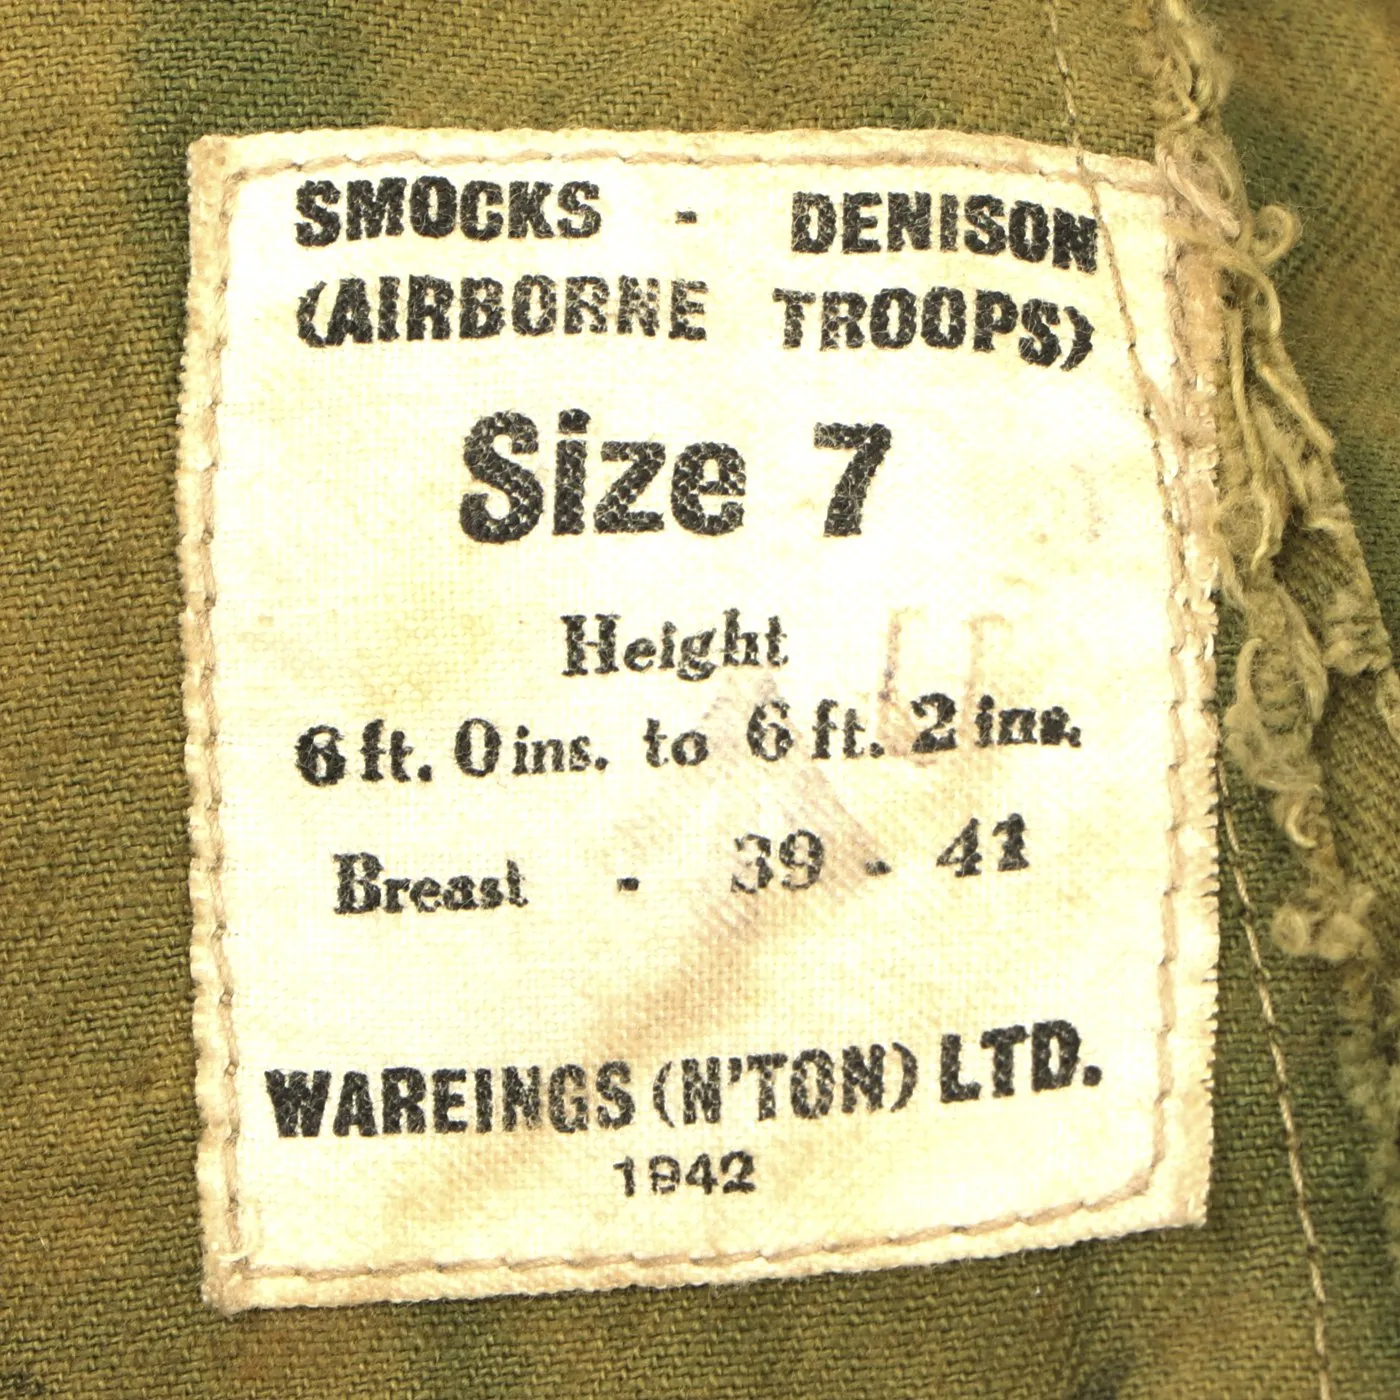 SMOCKS - DENISON
(AIRBORNE TROOPS)
Size 7
Height
6 ft. 0 ins. to 6 ft. 2 ins.
Breast - 39 - 41
WAREINGS (N'TON) LTD.
1942